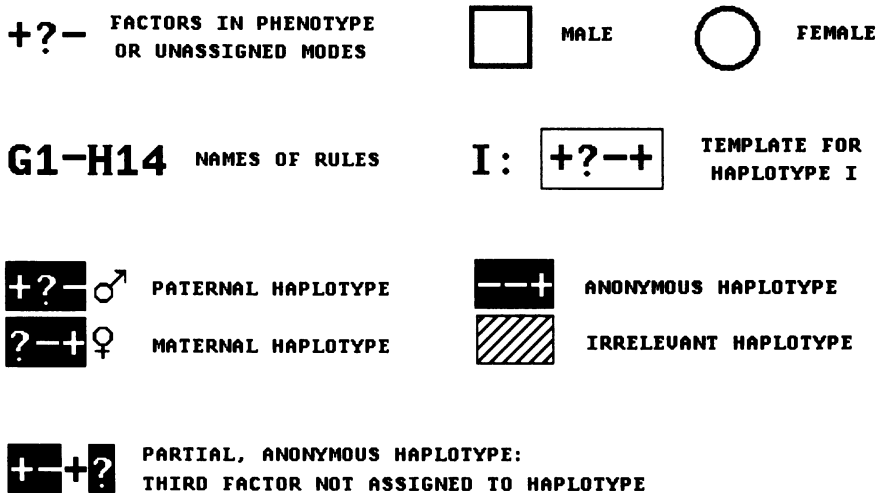 +?− FACTORS IN PHENOTYPE
OR UNASSIGNED MODES
MALE
FEMALE
G1−H14 NAMES OF RULES
I: +?−+ TEMPLATE FOR
HAPLOTYPE I
+?−♂ PATERNAL HAPLOTYPE
?−+♀ MATERNAL HAPLOTYPE
−−+ ANONYMOUS HAPLOTYPE
IRRELEVANT HAPLOTYPE
+−+? PARTIAL, ANONYMOUS HAPLOTYPE:
THIRD FACTOR NOT ASSIGNED TO HAPLOTYPE